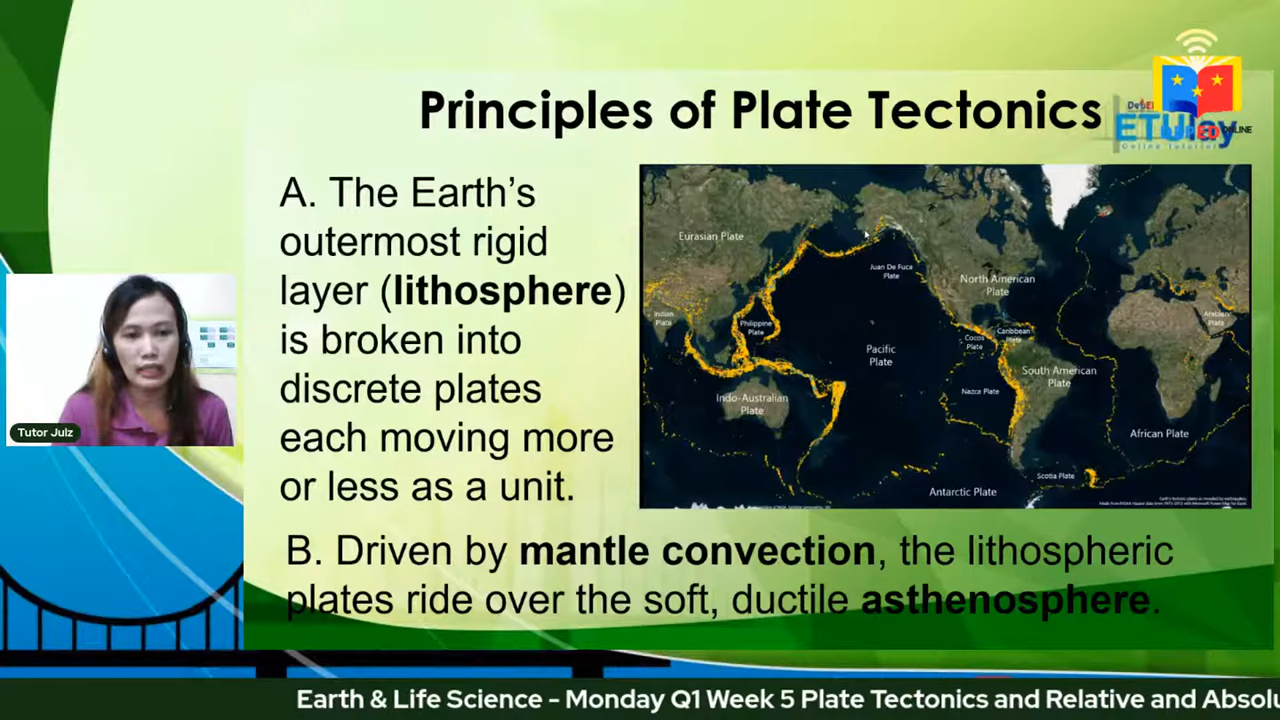 Principles of Plate Tectonics
ETUlay
Online Tutorial
DEPED ONLINE
A. The Earth’s
outermost rigid
layer (lithosphere)
is broken into
discrete plates
each moving more
or less as a unit.
Eurasian Plate
Juan De Fuca
Plate
North American
Plate
Indian
Plate
Philippine
Plate
Arabian
Plate
Cocos
Plate
Caribbean
Plate
Pacific
Plate
South American
Plate
Indo-Australian
Plate
Nazca Plate
African Plate
Scotia Plate
Antarctic Plate
Tutor Julz
B. Driven by mantle convection, the lithospheric
plates ride over the soft, ductile asthenosphere.
Earth & Life Science - Monday Q1 Week 5 Plate Tectonics and Relative and Absolu